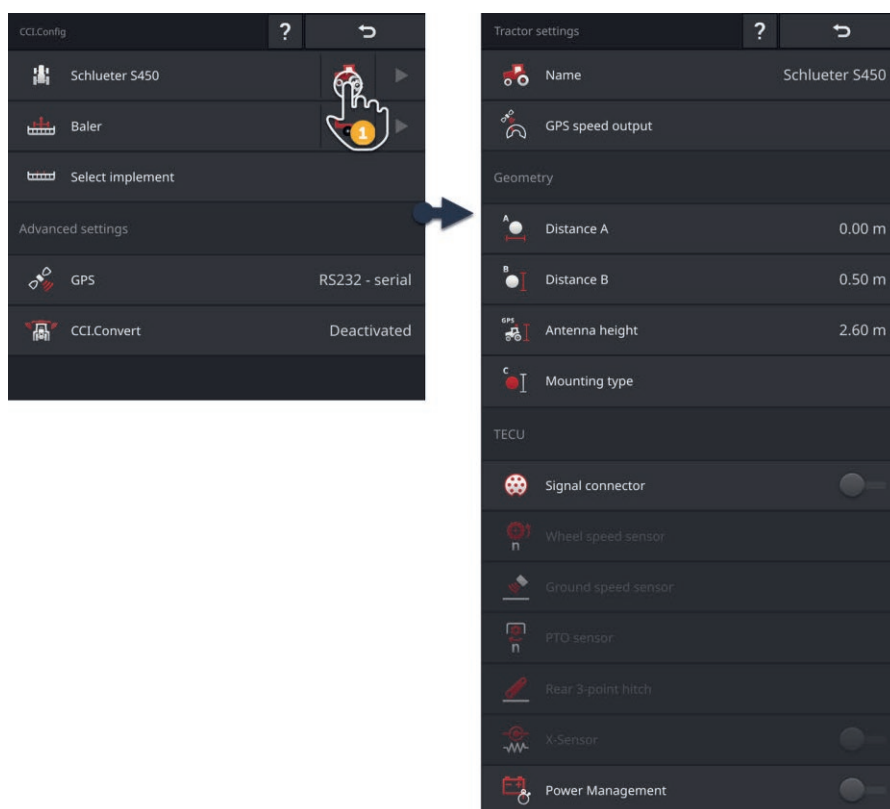 CCI.Config
?
Schlueter S450
1
Baler
Select implement
Advanced settings
GPS
RS232 - serial
CCI.Convert
Deactivated
Tractor settings
?
Name
Schlueter S450
GPS speed output
Geometry
A
Distance A
0.00 m
B
Distance B
0.50 m
GPS
Antenna height
2.60 m
C
Mounting type
TECU
Signal connector
n
Wheel speed sensor
Ground speed sensor
n
PTO sensor
Rear 3-point hitch
X-Sensor
Power Management